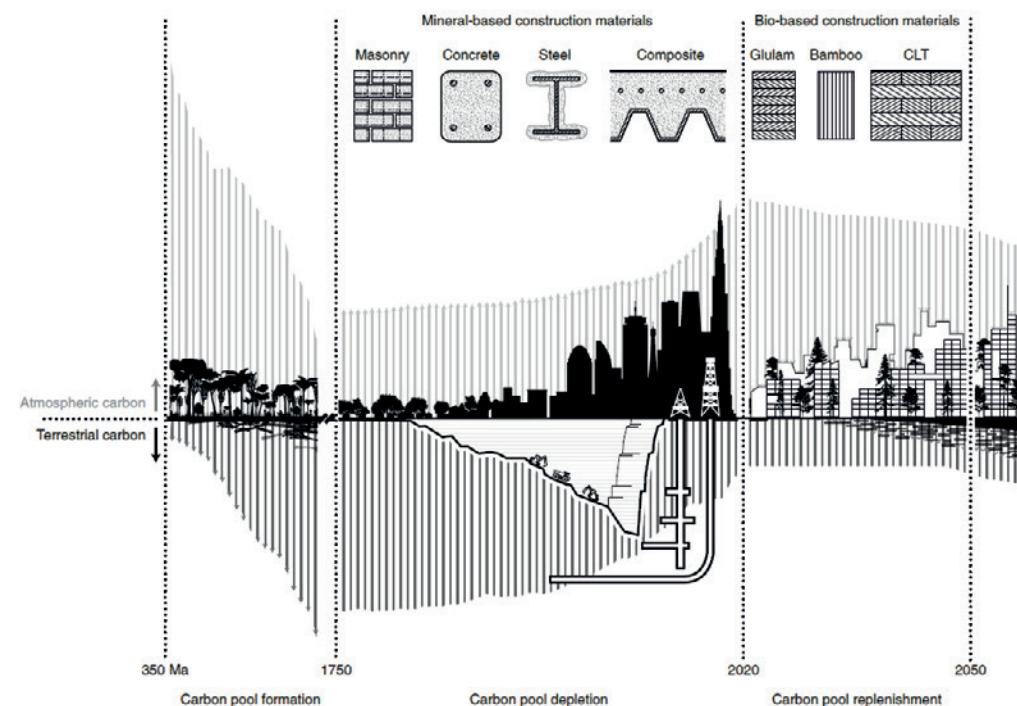 Mineral-based construction materials
Bio-based construction materials
Masonry
Concrete
Steel
Composite
Glulam
Bamboo
CLT
Atmospheric carbon
Terrestrial carbon
350 Ma
1750
2020
2050
Carbon pool formation
Carbon pool depletion
Carbon pool replenishment